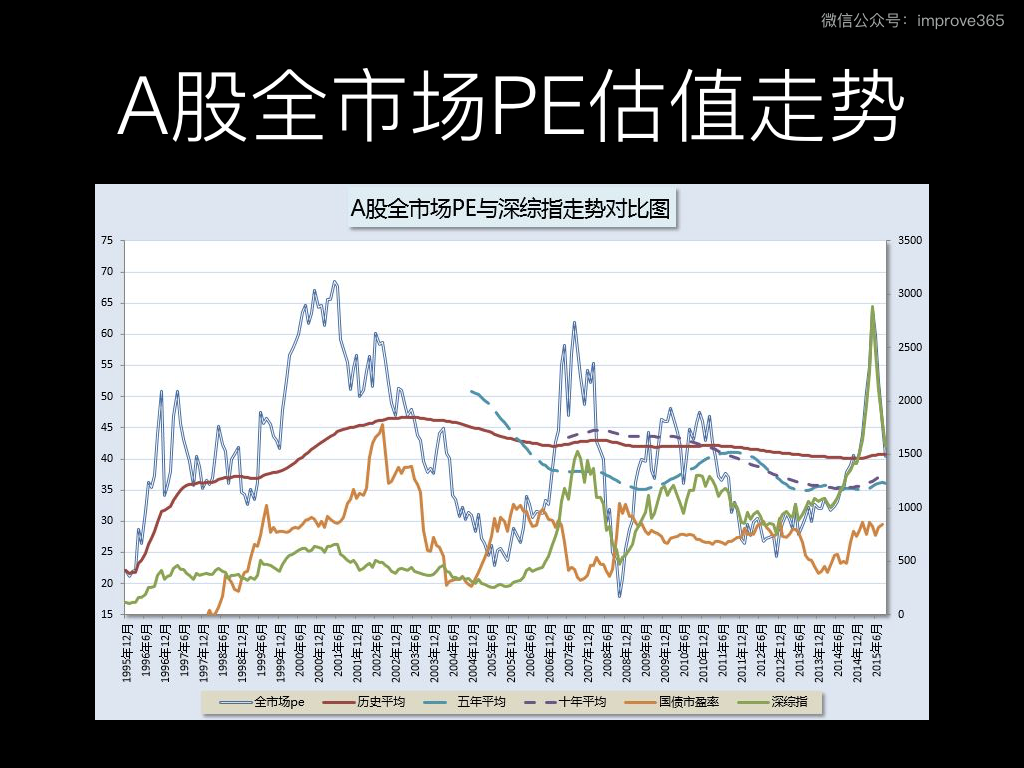 微信公众号：improve365
A股全市场PE估值走势
A股全市场PE与深综指走势对比图
75
70
65
60
55
50
45
40
35
30
25
20
15
3500
3000
2500
2000
1500
1000
500
0
1995年12月
1996年6月
1996年12月
1997年6月
1997年12月
1998年6月
1998年12月
1999年6月
1999年12月
2000年6月
2000年12月
2001年6月
2001年12月
2002年6月
2002年12月
2003年6月
2003年12月
2004年6月
2004年12月
2005年6月
2005年12月
2006年6月
2006年12月
2007年6月
2007年12月
2008年6月
2008年12月
2009年6月
2009年12月
2010年6月
2010年12月
2011年6月
2011年12月
2012年6月
2012年12月
2013年6月
2013年12月
2014年6月
2014年12月
2015年6月
全市场pe 历史平均 五年平均 十年平均 国债市盈率 深综指